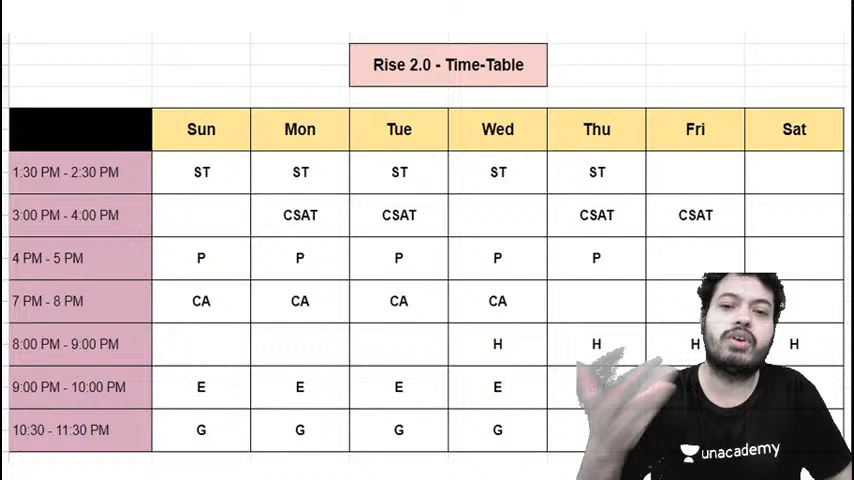 Rise 2.0 - Time-Table
Sun Mon Tue Wed Thu Fri Sat
1:30 PM - 2:30 PM ST ST ST ST ST
3:00 PM - 4:00 PM CSAT CSAT CSAT CSAT
4 PM - 5 PM P P P P P
7 PM - 8 PM CA CA CA CA
8:00 PM - 9:00 PM H H H H
9:00 PM - 10:00 PM E E E E
10:30 - 11:30 PM G G G G
unacademy